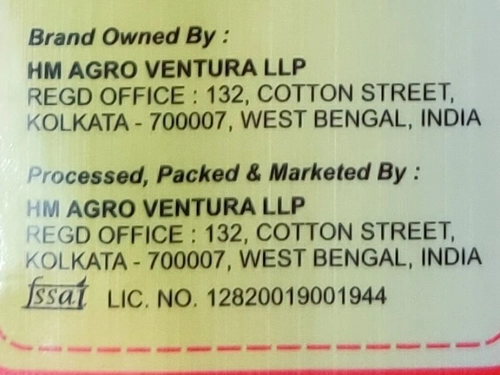 Brand Owned By :
HM AGRO VENTURA LLP
REGD OFFICE : 132, COTTON STREET,
KOLKATA - 700007, WEST BENGAL, INDIA
Processed, Packed & Marketed By :
HM AGRO VENTURA LLP
REGD OFFICE : 132, COTTON STREET,
KOLKATA - 700007, WEST BENGAL, INDIA
fssai LIC. NO. 12820019001944